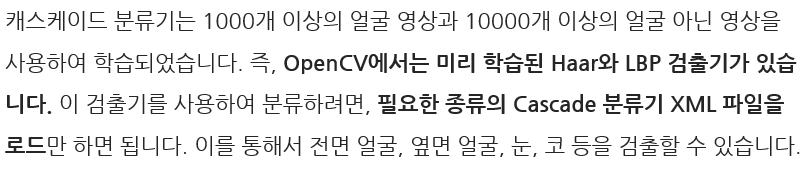 캐스케이드 분류기는 1000개 이상의 얼굴 영상과 10000개 이상의 얼굴 아닌 영상을
사용하여 학습되었습니다. 즉, OpenCV에서는 미리 학습된 Haar와 LBP 검출기가 있습
니다. 이 검출기를 사용하여 분류하려면, 필요한 종류의 Cascade 분류기 XML 파일을
로드만 하면 됩니다. 이를 통해서 전면 얼굴, 옆면 얼굴, 눈, 코 등을 검출할 수 있습니다.